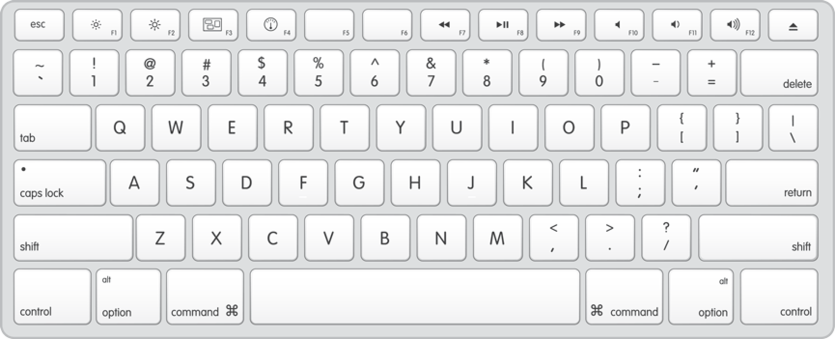 esc F1 F2 F3 F4 F5 F6 F7 F8 F9 F10 F11 F12
~ ! @ # $ % ^ & * ( ) – +
` 1 2 3 4 5 6 7 8 9 0 - = delete
tab Q W E R T Y U I O P { [ } ] | \
caps lock A S D F G H J K L : ; " ' return
shift Z X C V B N M < , > . ? / shift
alt alt
control option command ⌘ ⌘ command option control